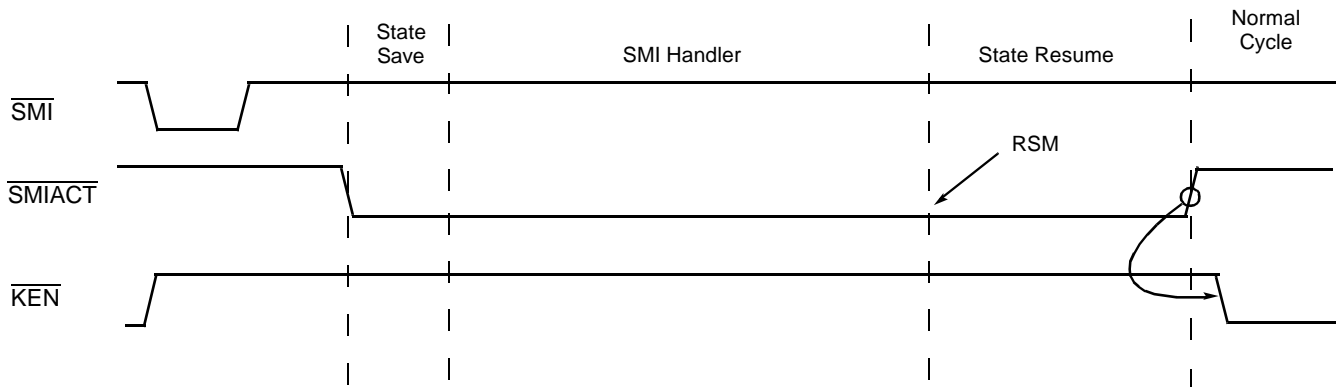 State
Save
SMI Handler
State Resume
Normal
Cycle
SMI
RSM
SMIACT
KEN